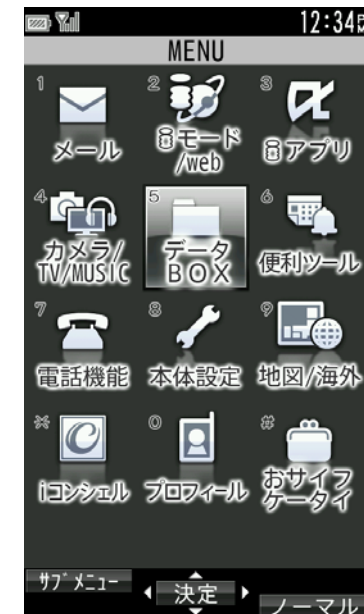 12:34
MENU
1
2
3
メール
iモード
/web
iアプリ
4
5
6
カメラ/
TV/MUSIC
データ
BOX
便利ツール
7
8
9
電話機能
本体設定
地図/海外
*
0
#
iコンシェル
プロフィール
おサイフ
ケータイ
サブメニュー
決定
ノーマル